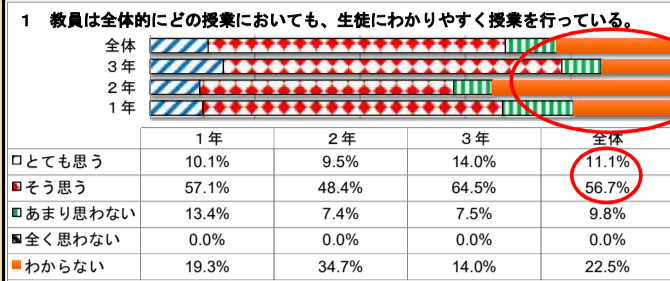 1 教員は全体的にどの授業においても、生徒にわかりやすく授業を行っている。
全体
3年
2年
1年
1年 2年 3年 全体
とても思う 10.1% 9.5% 14.0% 11.1%
そう思う 57.1% 48.4% 64.5% 56.7%
あまり思わない 13.4% 7.4% 7.5% 9.8%
全く思わない 0.0% 0.0% 0.0% 0.0%
わからない 19.3% 34.7% 14.0% 22.5%